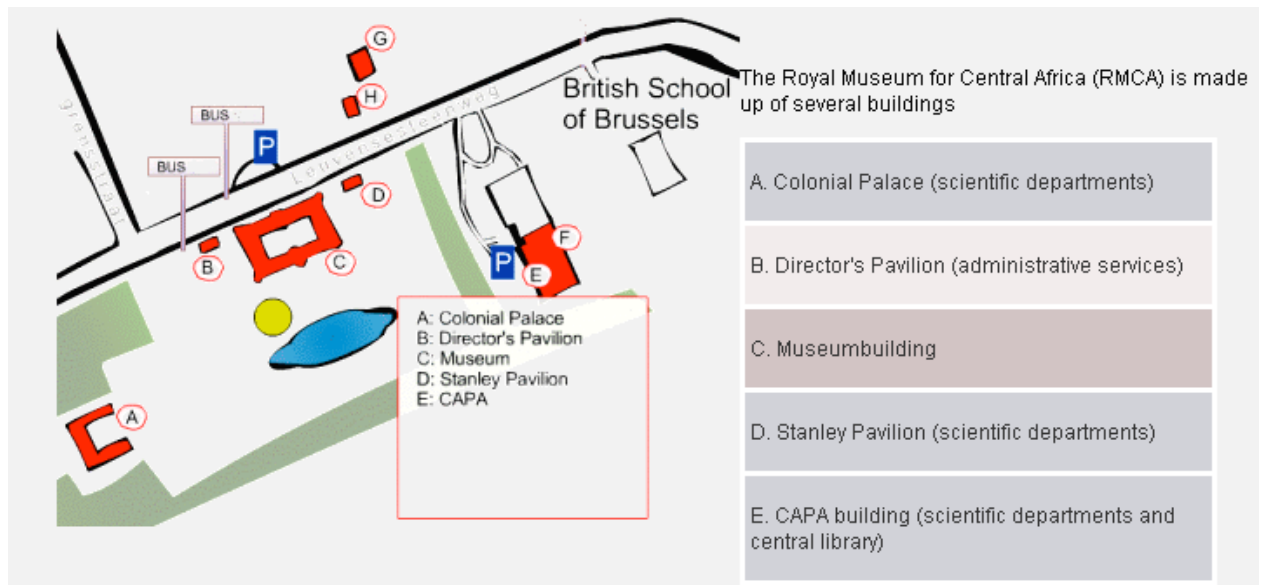 G
H
BUS
P
BUS
grensstraat
Leuvensesteenweg
British School
of Brussels
D
B
C
F
P
E
A
A: Colonial Palace
B: Director's Pavilion
C: Museum
D: Stanley Pavilion
E: CAPA
The Royal Museum for Central Africa (RMCA) is made
up of several buildings
A. Colonial Palace (scientific departments)
B. Director's Pavilion (administrative services)
C. Museumbuilding
D. Stanley Pavilion (scientific departments)
E. CAPA building (scientific departments and
central library)